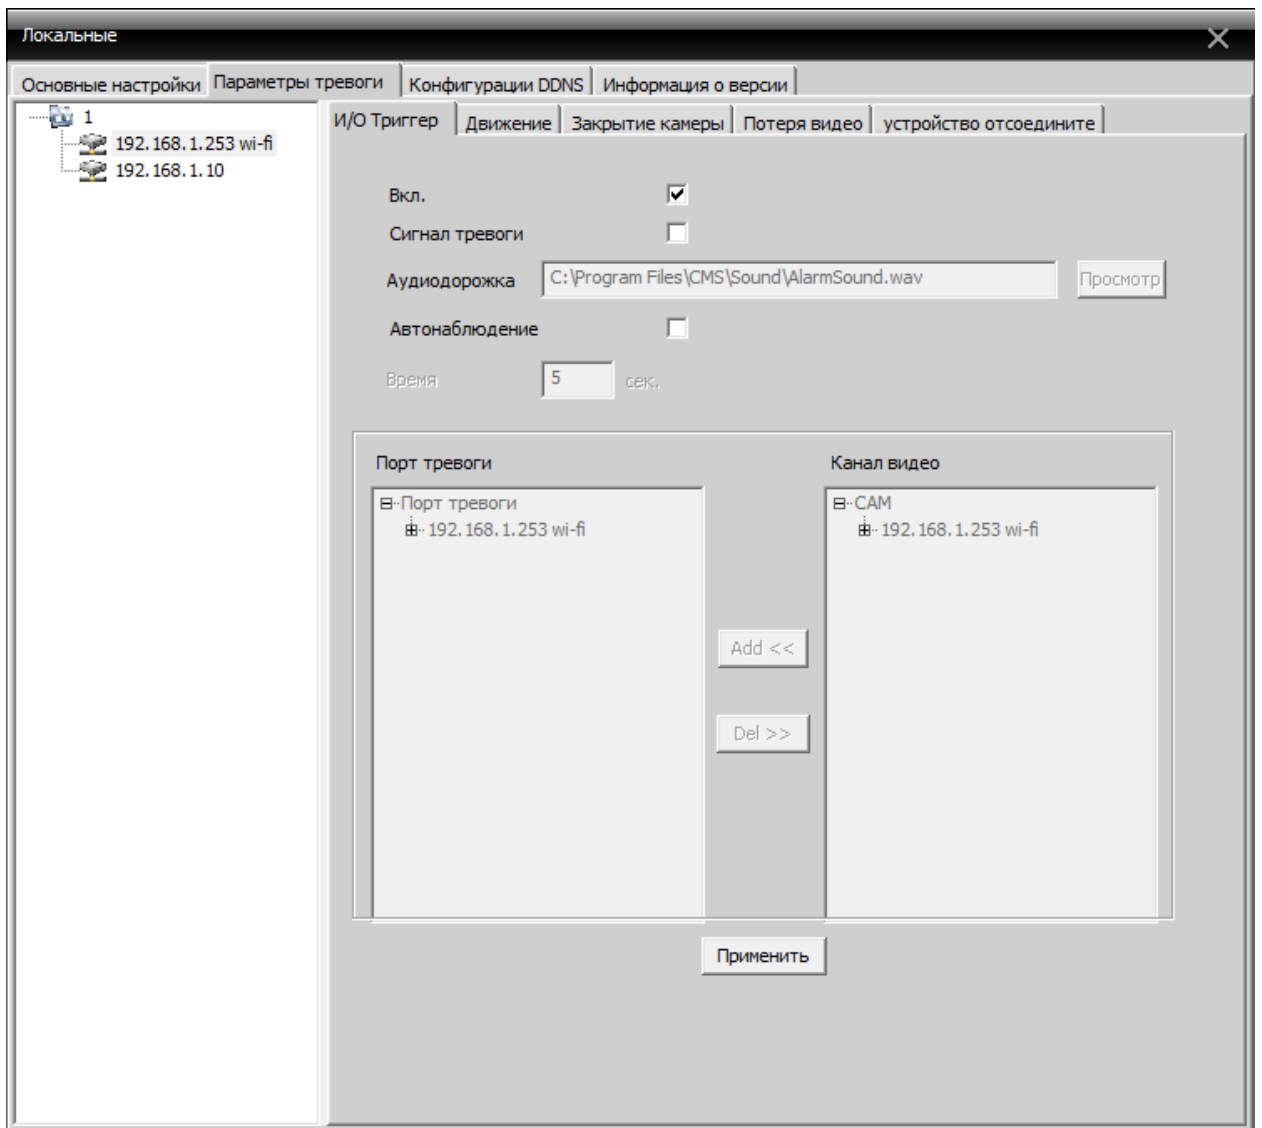 Локальные
Основные настройки Параметры тревоги Конфигурации DDNS Информация о версии
1
192.168.1.253 wi-fi
192.168.1.10
И/О Триггер Движение Закрытие камеры Потеря видео устройство отсоедините
Вкл.
Сигнал тревоги
Аудиодорожка C:\Program Files\CMS\Sound\AlarmSound.wav Просмотр
Автонаблюдение
Время 5 сек.
Порт тревоги Канал видео
Порт тревоги CAM
192.168.1.253 wi-fi 192.168.1.253 wi-fi
Add <<
Del >>
Применить